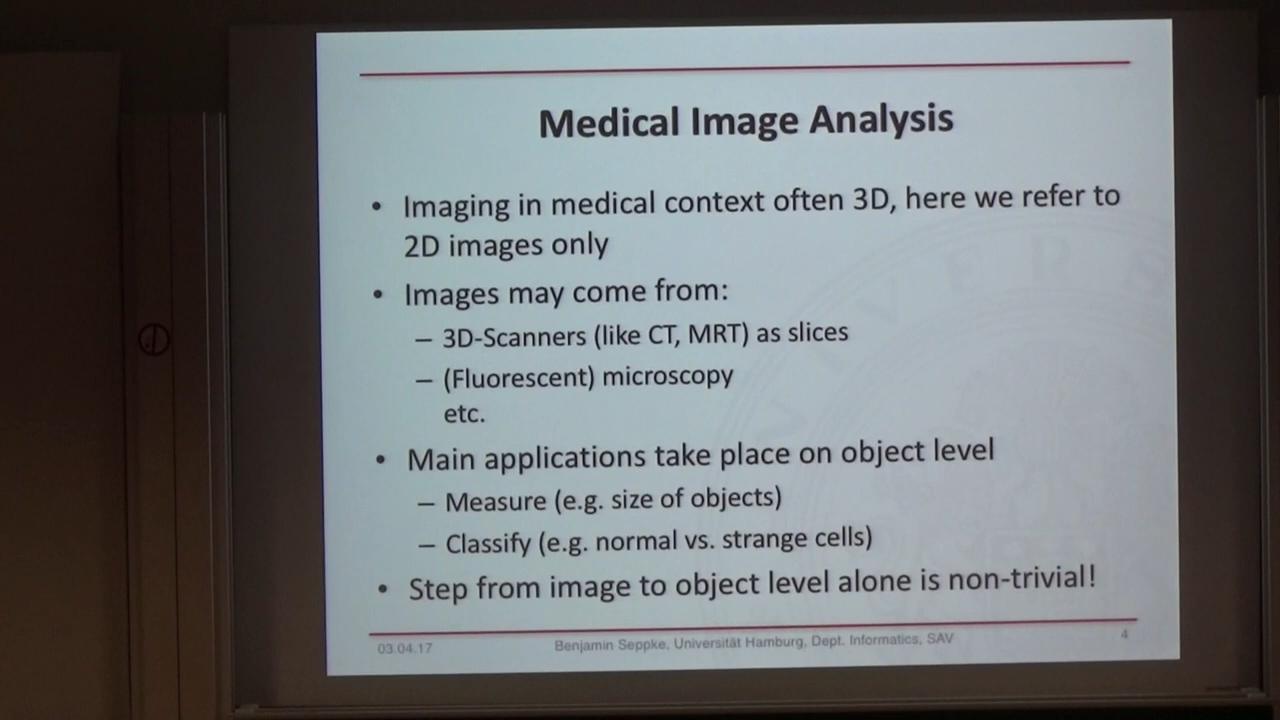 Medical Image Analysis
• Imaging in medical context often 3D, here we refer to
2D images only
• Images may come from:
– 3D-Scanners (like CT, MRT) as slices
– (Fluorescent) microscopy
etc.
• Main applications take place on object level
– Measure (e.g. size of objects)
– Classify (e.g. normal vs. strange cells)
• Step from image to object level alone is non-trivial!
03.04.17
Benjamin Seppke, Universität Hamburg, Dept. Informatics, SAV
4